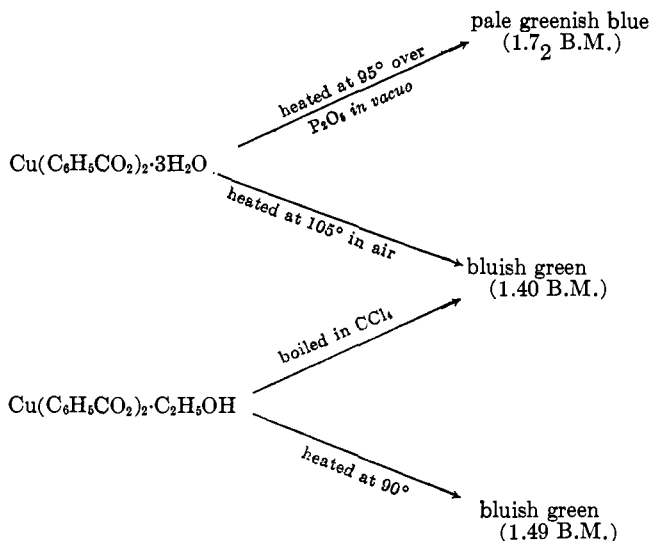 pale greenish blue
(1.7₂ B.M.)
heated at 95° over
P₂O₅ in vacuo
Cu(C₆H₅CO₂)₂·3H₂O
heated at 105° in air
bluish green
(1.40 B.M.)
boiled in CCl₄
Cu(C₆H₅CO₂)₂·C₂H₅OH
heated at 90°
bluish green
(1.49 B.M.)